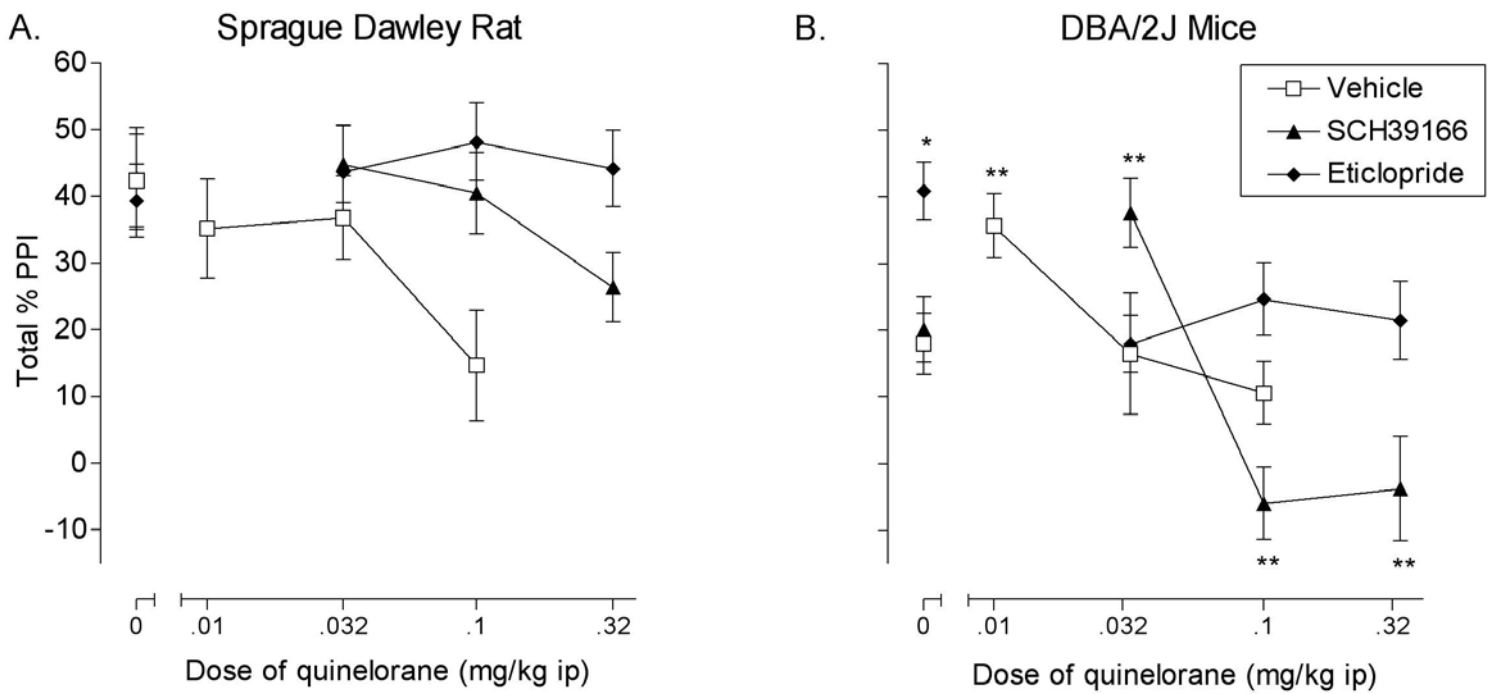 A. Sprague Dawley Rat
B. DBA/2J Mice
Total % PPI
60
50
40
30
20
10
0
-10
0 .01 .032 .1 .32
Dose of quinelorane (mg/kg ip)
Vehicle
SCH39166
Eticlopride
*
**
**
**
**
0 .01 .032 .1 .32
Dose of quinelorane (mg/kg ip)